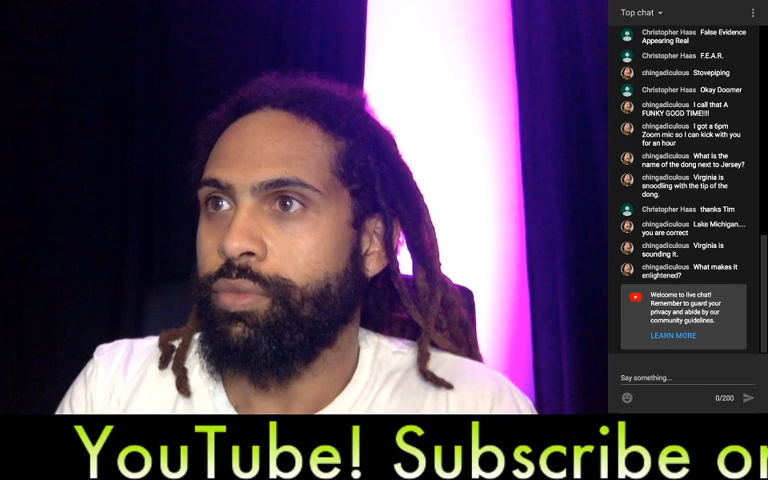 Top chat
Christopher Haas False Evidence
Appearing Real
Christopher Haas F.E.A.R.
chingadiculous Stovepiping
Christopher Haas Okay Doomer
chingadiculous I call that A
FUNKY GOOD TIME!!!!
chingadiculous I got a 6pm
Zoom mic so I can kick with you
for an hour
chingadiculous What is the
name of the dong next to Jersey?
chingadiculous Virginia is
snoodling with the tip of the
dong.
Christopher Haas thanks Tim
chingadiculous Lake Michigan....
you are correct
chingadiculous Virginia is
sounding it.
chingadiculous What makes it
enlightened?
Welcome to live chat!
Remember to guard your
privacy and abide by our
community guidelines.
LEARN MORE
Say something...
0/200
YouTube! Subscribe or